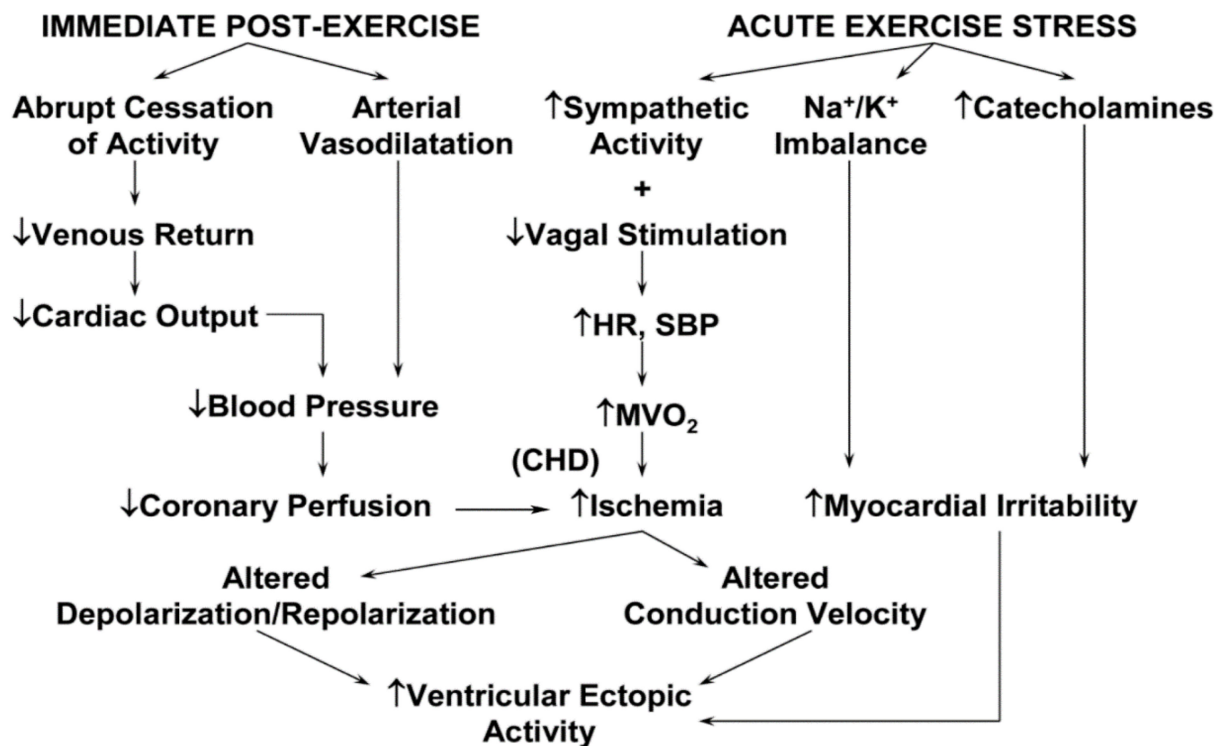 IMMEDIATE POST-EXERCISE
Abrupt Cessation
of Activity
Arterial
Vasodilatation
↓Venous Return
↓Cardiac Output
↓Blood Pressure
↓Coronary Perfusion
ACUTE EXERCISE STRESS
↑Sympathetic
Activity
+
↓Vagal Stimulation
Na⁺/K⁺
Imbalance
↑Catecholamines
↑HR, SBP
↑MVO₂
(CHD)
↑Ischemia
↑Myocardial Irritability
Altered
Depolarization/Repolarization
Altered
Conduction Velocity
↑Ventricular Ectopic
Activity